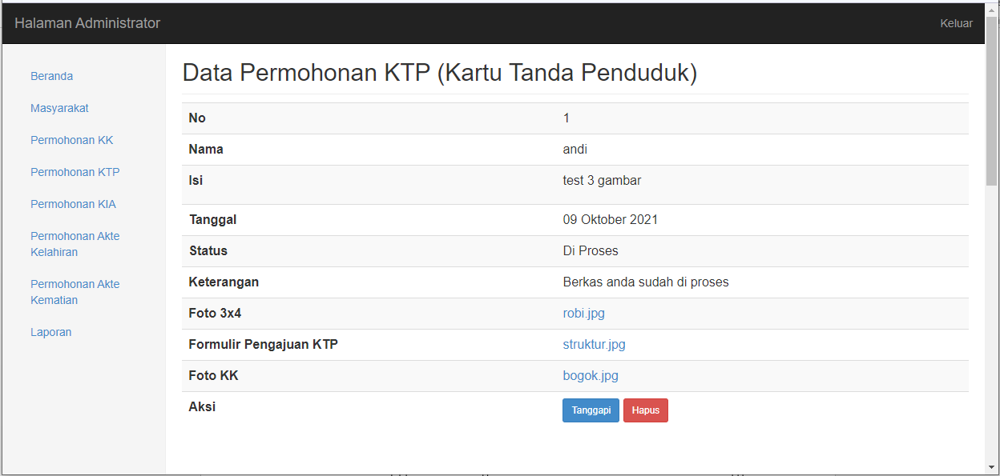 Halaman Administrator
Keluar
Beranda
Masyarakat
Permohonan KK
Permohonan KTP
Permohonan KIA
Permohonan Akte
Kelahiran
Permohonan Akte
Kematian
Laporan
Data Permohonan KTP (Kartu Tanda Penduduk)
No 1
Nama andi
Isi test 3 gambar
Tanggal 09 Oktober 2021
Status Di Proses
Keterangan Berkas anda sudah di proses
Foto 3x4 robi.jpg
Formulir Pengajuan KTP struktur.jpg
Foto KK bogok.jpg
Aksi Tanggapi Hapus